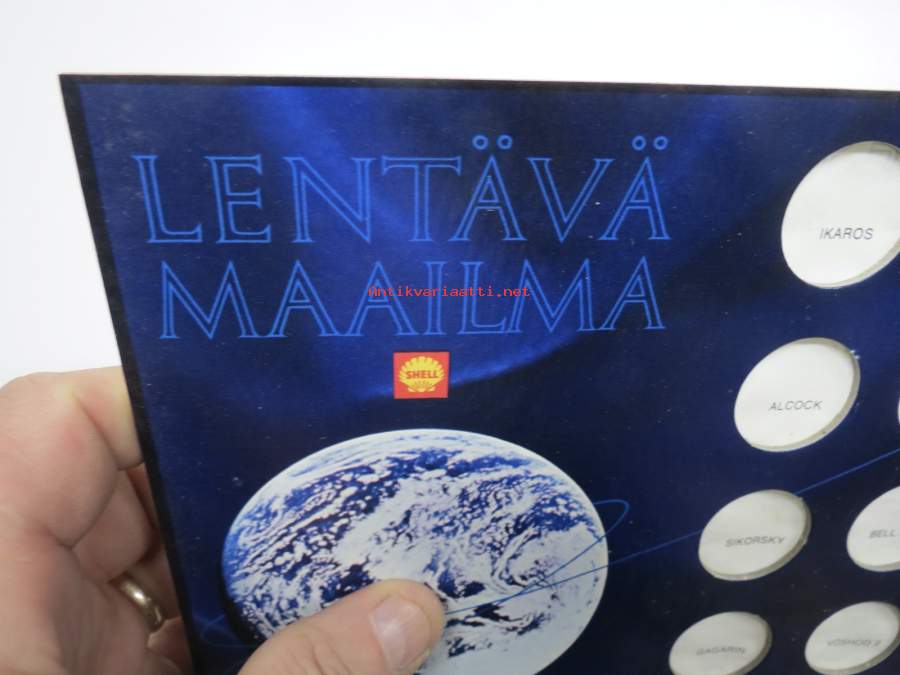 LENTÄVÄ
MAAILMA
Antikvariaatti.net
SHELL
IKAROS
ALCOCK
SIKORSKY
BELL
GAGARIN
VOSHOD 2